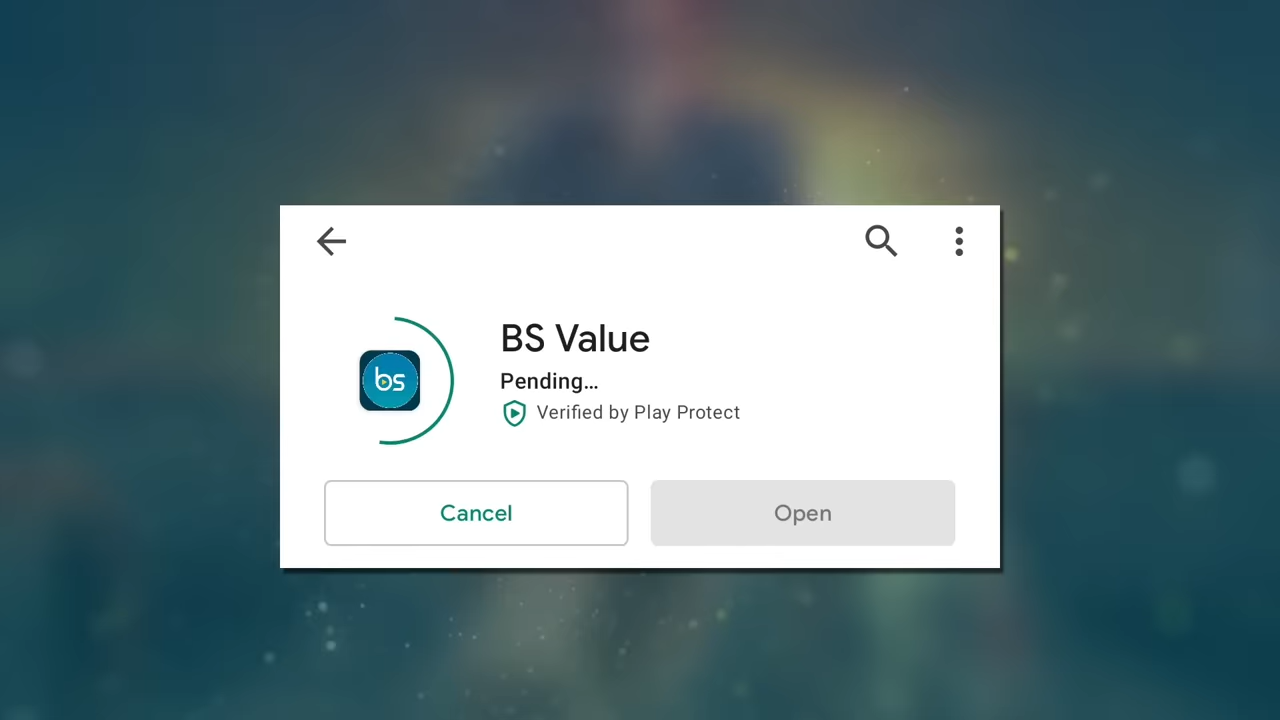 BS Value
bs
Pending...
Verified by Play Protect
Cancel
Open